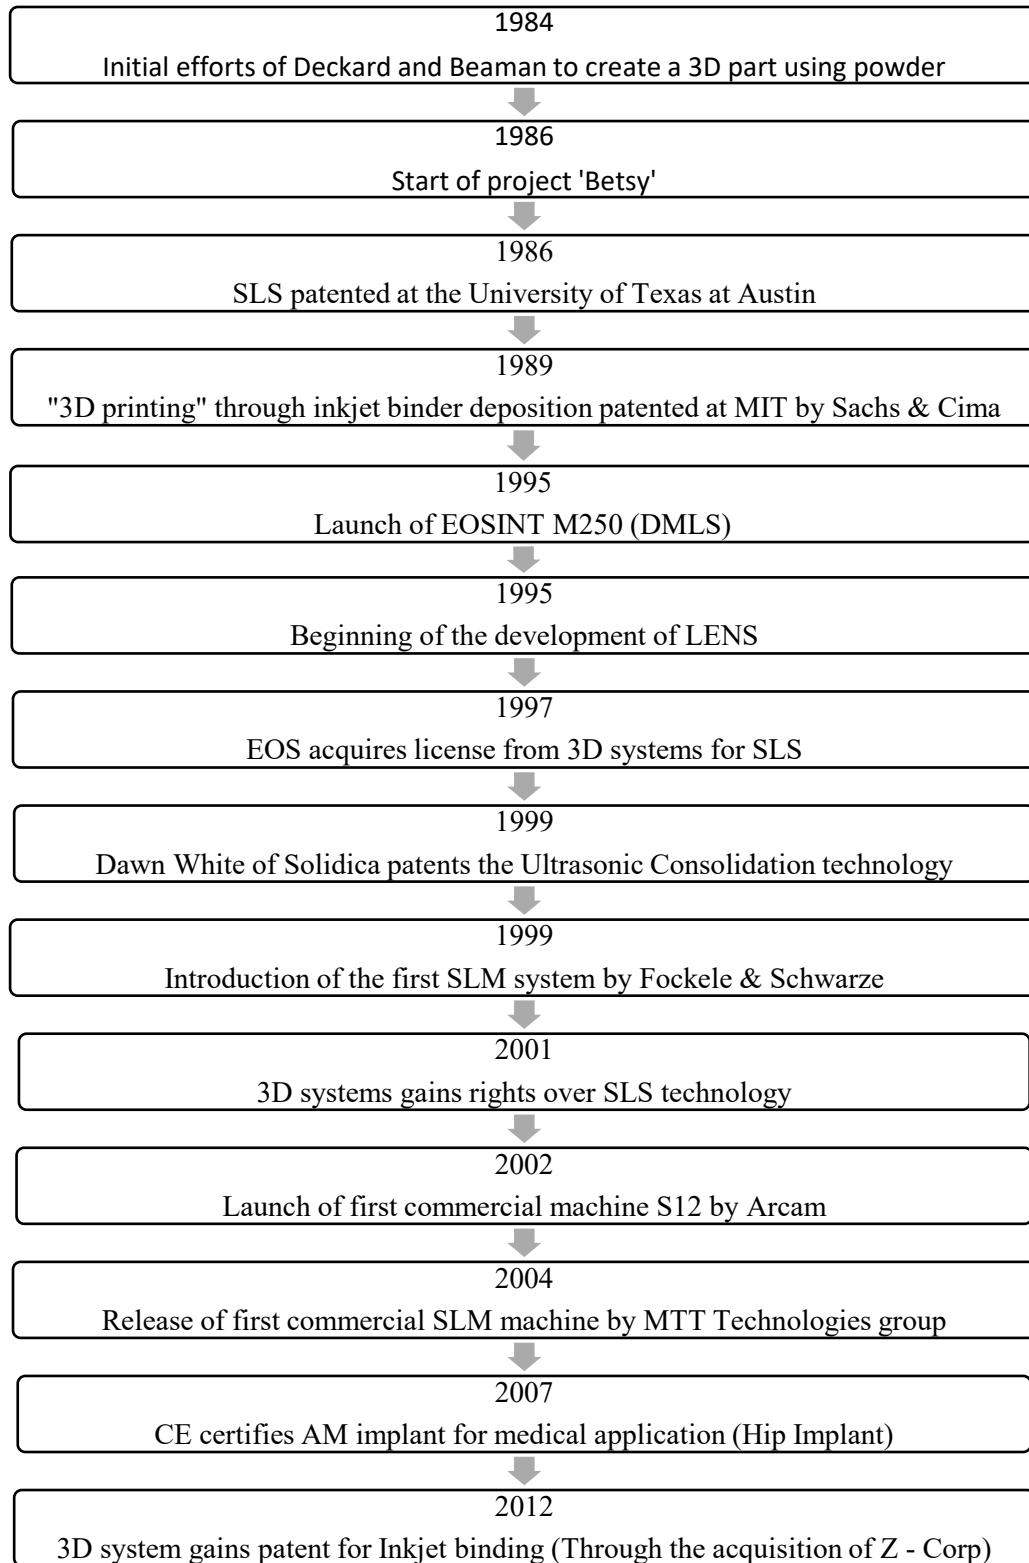 1984
Initial efforts of Deckard and Beaman to create a 3D part using powder
1986
Start of project 'Betsy'
1986
SLS patented at the University of Texas at Austin
1989
"3D printing" through inkjet binder deposition patented at MIT by Sachs & Cima
1995
Launch of EOSINT M250 (DMLS)
1995
Beginning of the development of LENS
1997
EOS acquires license from 3D systems for SLS
1999
Dawn White of Solidica patents the Ultrasonic Consolidation technology
1999
Introduction of the first SLM system by Fockele & Schwarze
2001
3D systems gains rights over SLS technology
2002
Launch of first commercial machine S12 by Arcam
2004
Release of first commercial SLM machine by MTT Technologies group
2007
CE certifies AM implant for medical application (Hip Implant)
2012
3D system gains patent for Inkjet binding (Through the acquisition of Z - Corp)